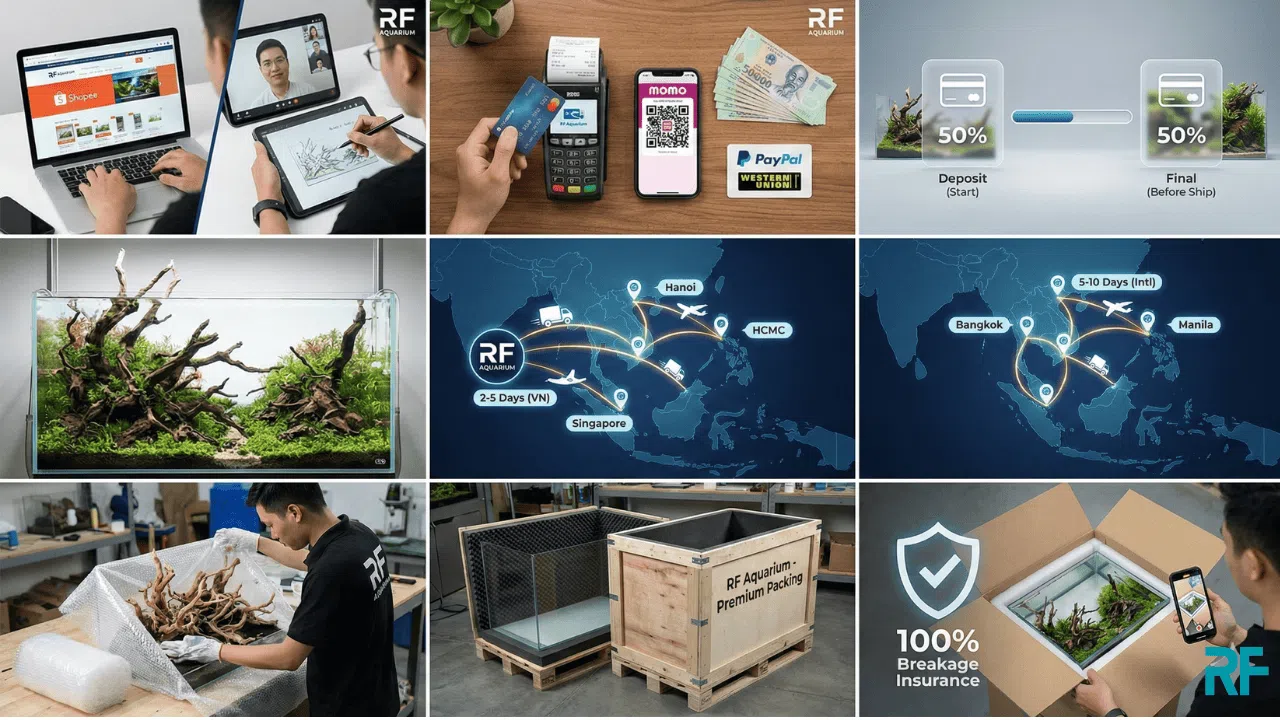 RF
AQUARIUM
RF AQUARIUM
Shopee
RF
AQUARIUM
RF-Aquarium
momo
50000
PayPal
WESTERN
UNION
50%
Deposit
(Start)
50%
Final
(Before Ship)
Hanoi
HCMC
RF
AQUARIUM
2-5 Days (VN)
Singapore
5-10 Days (Intl)
Bangkok
Manila
RF
AQUARIUM
RF Aquarium -
Premium Packing
100%
Breakage
Insurance
RF